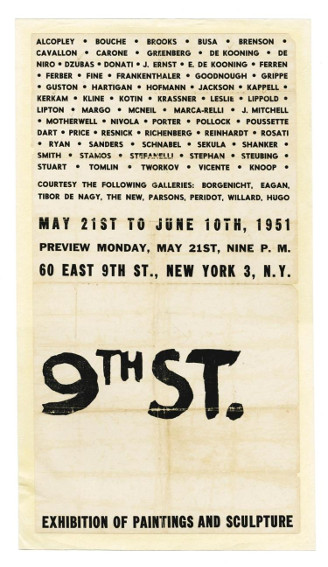 ALCOPLEY • BOUCHE • BROOKS • BUSA • BRENSON •
CAVALLON • CARONE • GREENBERG • DE KOONING • DE
NIRO • DZUBAS • DONATI • J. ERNST • E. DE KOONING • FERREN
• FERBER • FINE • FRANKENTHALER • GOODNOUGH • GRIPPE
• GUSTON • HARTIGAN • HOFMANN • JACKSON • KAPPELL •
KERKAM • KLINE • KOTIN • KRASSNER • LESLIE • LIPPOLD •
LIPTON • MARGO • MCNEIL • MARCA-RELLI • J. MITCHELL
• MOTHERWELL • NIVOLA • PORTER • POLLOCK • POUSSETTE
DART • PRICE • RESNICK • RICHENBERG • REINHARDT • ROSATI
• RYAN • SANDERS • SCHNABEL • SEKULA • SHANKER •
SMITH • STAMOS • STEFANELLI • STEPHAN • STEUBING •
STUART • TOMLIN • TWORKOV • VICENTE • KNOOP •
COURTESY THE FOLLOWING GALLERIES: BORGENICHT, EAGAN,
TIBOR DE NAGY, THE NEW, PARSONS, PERIDOT, WILLARD, HUGO
MAY 21ST TO JUNE 10TH, 1951
PREVIEW MONDAY, MAY 21ST, NINE P. M.
60 EAST 9TH ST., NEW YORK 3, N.Y.
9TH ST.
EXHIBITION OF PAINTINGS AND SCULPTURE